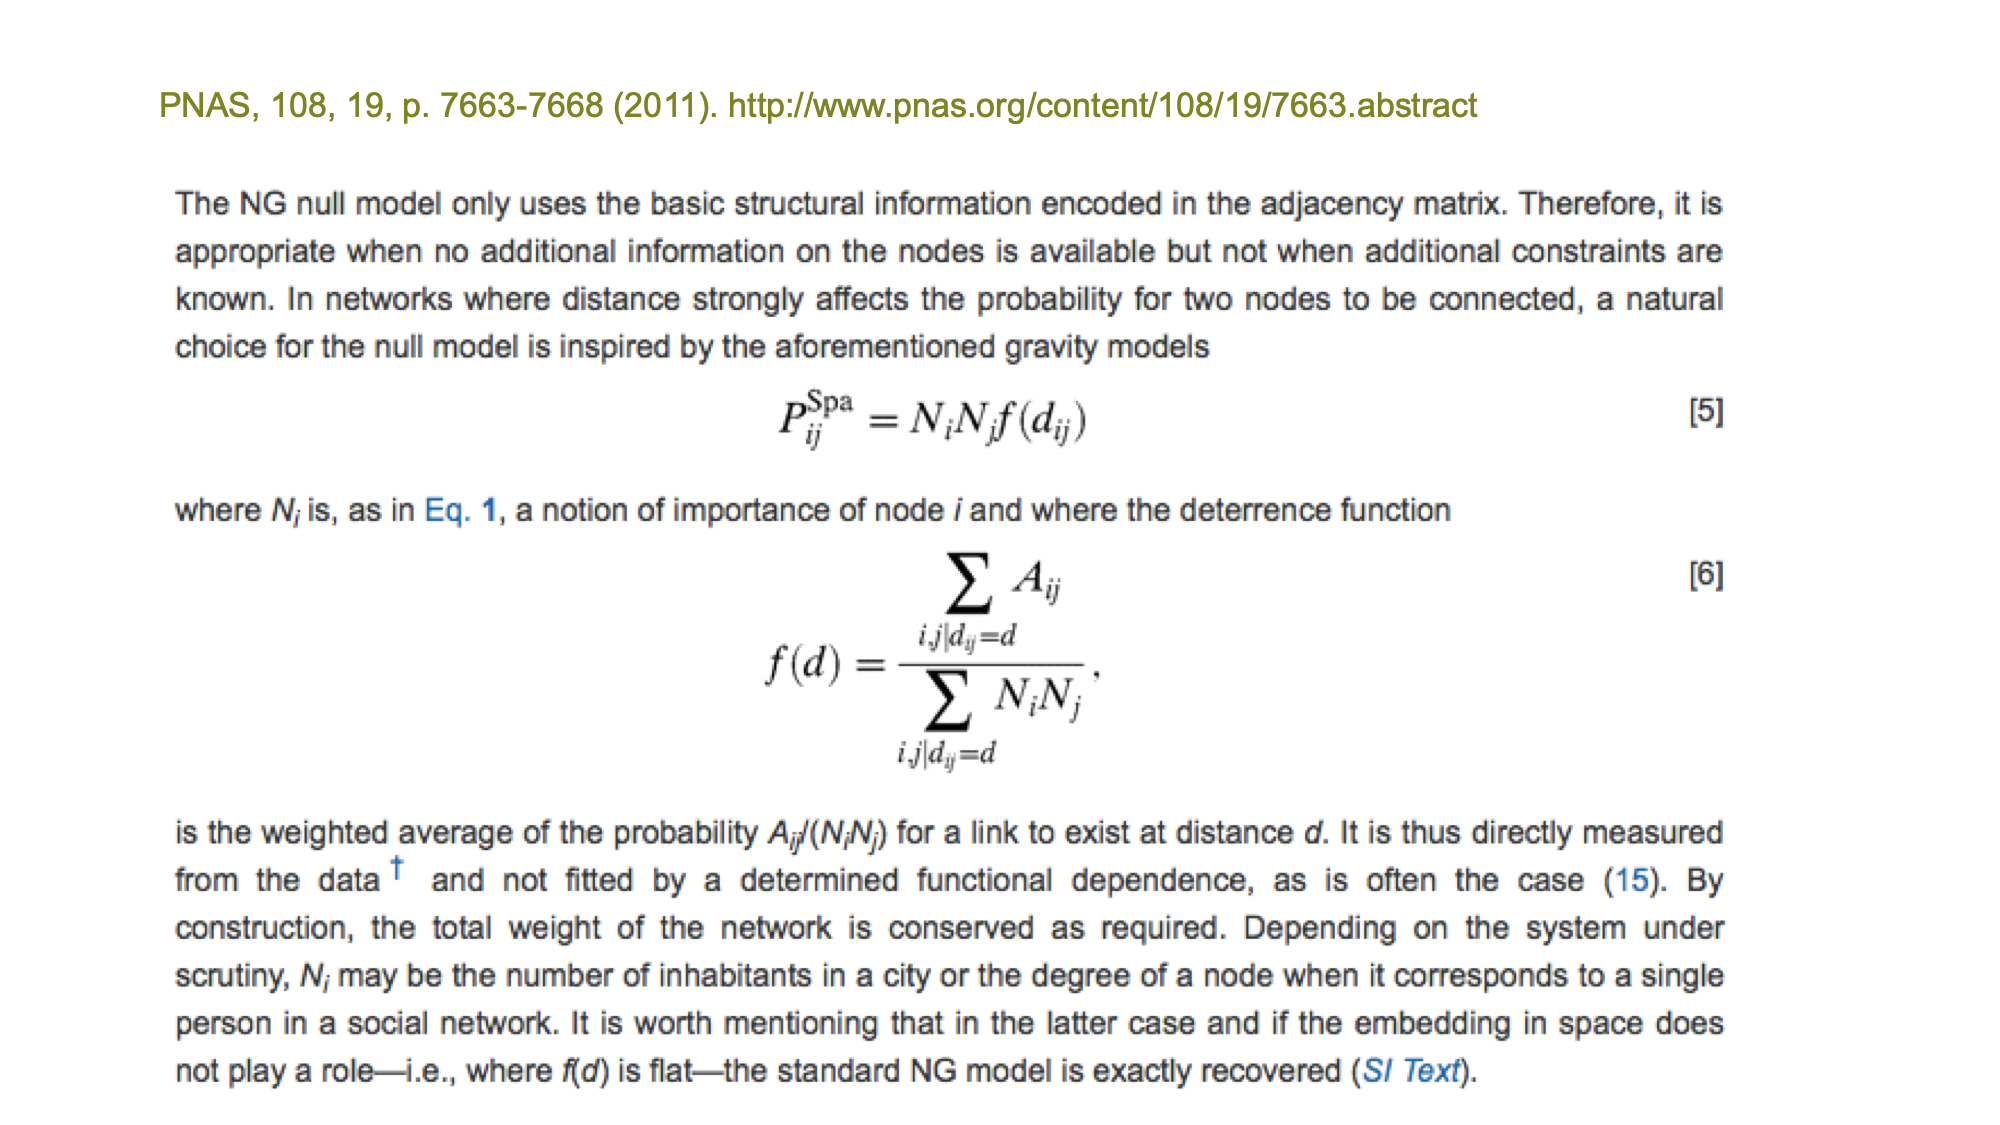 PNAS, 108, 19, p. 7663-7668 (2011). http://www.pnas.org/content/108/19/7663.abstract
The NG null model only uses the basic structural information encoded in the adjacency matrix. Therefore, it is
appropriate when no additional information on the nodes is available but not when additional constraints are
known. In networks where distance strongly affects the probability for two nodes to be connected, a natural
choice for the null model is inspired by the aforementioned gravity models
P_{ij}^{Spa} = N_i N_j f(d_{ij}) [5]
where N_i is, as in Eq. 1, a notion of importance of node i and where the deterrence function
f(d) = \frac{\sum_{i,j|d_{ij}=d} A_{ij}}{\sum_{i,j|d_{ij}=d} N_i N_j}, [6]
is the weighted average of the probability A_{ij}/(N_iN_j) for a link to exist at distance d. It is thus directly measured
from the data † and not fitted by a determined functional dependence, as is often the case (15). By
construction, the total weight of the network is conserved as required. Depending on the system under
scrutiny, N_i may be the number of inhabitants in a city or the degree of a node when it corresponds to a single
person in a social network. It is worth mentioning that in the latter case and if the embedding in space does
not play a role—i.e., where f(d) is flat—the standard NG model is exactly recovered (SI Text).